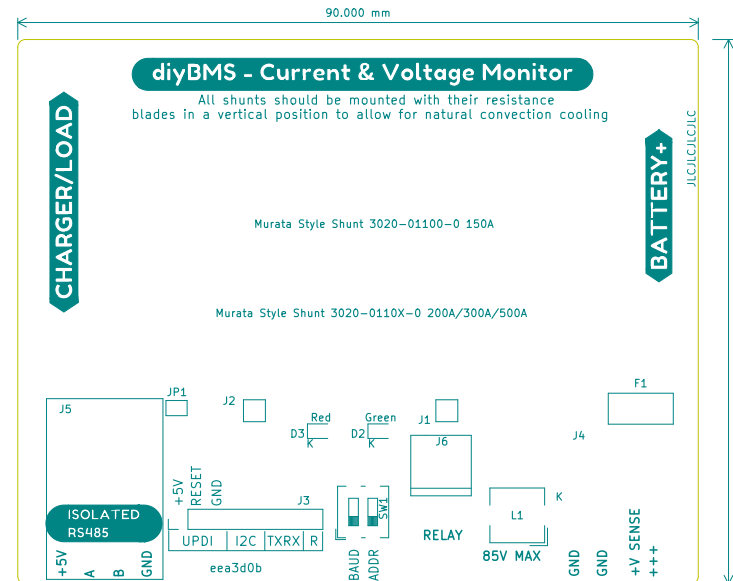 90.000 mm
diyBMS - Current & Voltage Monitor
All shunts should be mounted with their resistance
blades in a vertical position to allow for natural convection cooling
CHARGER/LOAD
BATTERY+
JLCJLCJLCJLC
Murata Style Shunt 3020-01100-0 150A
Murata Style Shunt 3020-0110X-0 200A/300A/500A
JP1
F1
J5
J2
Red
Green
J1
D3
D2
J4
K
K
J6
+5V
RESET
GND
J3
SW1
K
L1
ISOLATED
RS485
UPDI
I2C
TXRX
R
RELAY
85V MAX
eea3d0b
+5V
A
B
GND
BAUD
ADDR
GND
GND
+V SENSE
+++